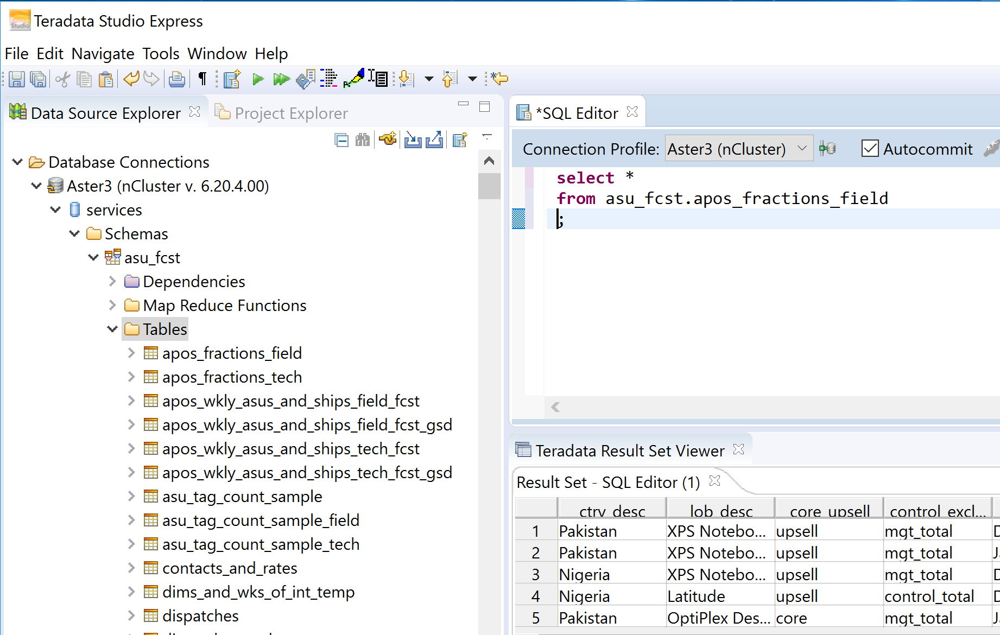 Teradata Studio Express
File Edit Navigate Tools Window Help
Data Source Explorer
Project Explorer
Database Connections
Aster3 (nCluster v. 6.20.4.00)
services
Schemas
asu_fcst
Dependencies
Map Reduce Functions
Tables
apos_fractions_field
apos_fractions_tech
apos_wkly_asus_and_ships_field_fcst
apos_wkly_asus_and_ships_field_fcst_gsd
apos_wkly_asus_and_ships_tech_fcst
apos_wkly_asus_and_ships_tech_fcst_gsd
asu_tag_count_sample
asu_tag_count_sample_field
asu_tag_count_sample_tech
contacts_and_rates
dims_and_wks_of_int_temp
dispatches
*SQL Editor
Connection Profile: Aster3 (nCluster) Autocommit
select *
from asu_fcst.apos_fractions_field
;
Teradata Result Set Viewer
Result Set - SQL Editor (1)
ctry_desc lob_desc core_upsell control_excl...
1 Pakistan XPS Notebo... upsell mgt_total
2 Pakistan XPS Notebo... upsell mgt_total
3 Nigeria XPS Notebo... upsell mgt_total
4 Nigeria Latitude upsell control_total
5 Pakistan OptiPlex Des... core mgt_total